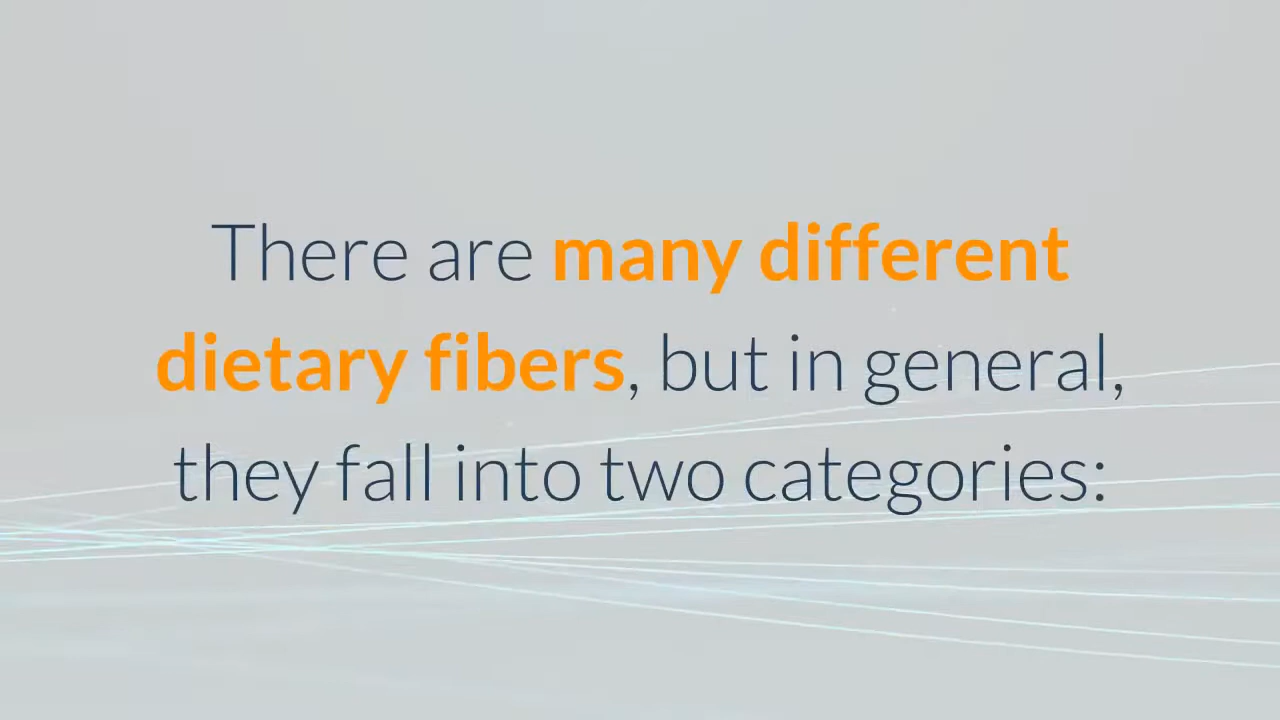 There are many different
dietary fibers, but in general,
they fall into two categories: